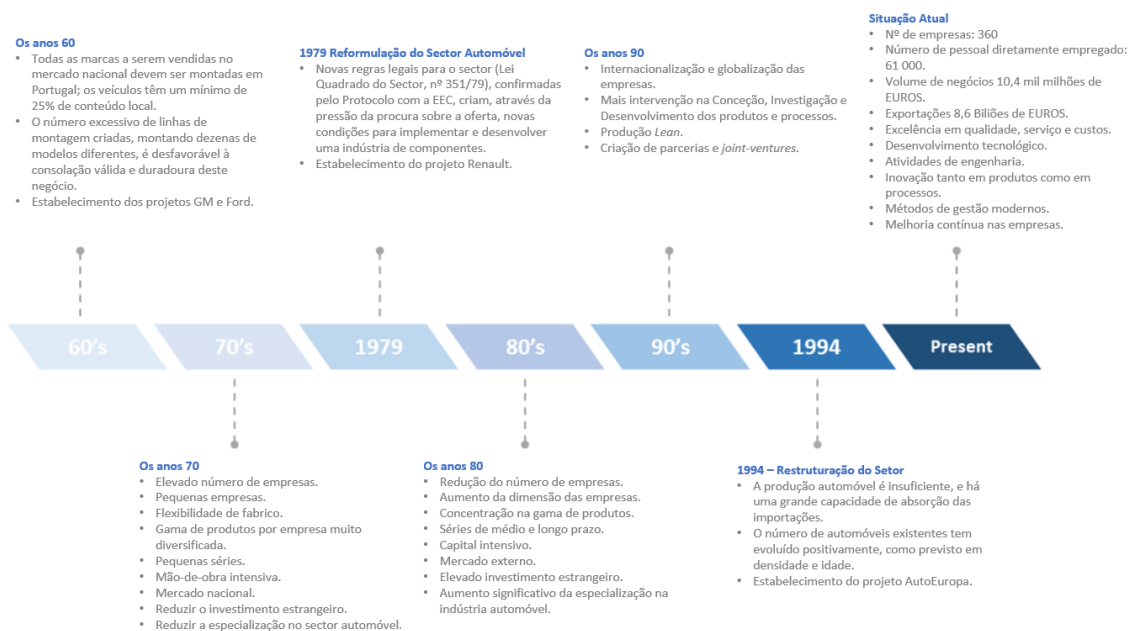 Os anos 60
• Todas as marcas a serem vendidas no
mercado nacional devem ser montadas em
Portugal; os veículos têm um mínimo de
25% de conteúdo local.
• O número excessivo de linhas de
montagem criadas, montando dezenas de
modelos diferentes, é desfavorável à
consolação válida e duradoura deste
negócio.
• Estabelecimento dos projetos GM e Ford.
1979 Reformulação do Sector Automóvel
• Novas regras legais para o sector (Lei
Quadrado do Sector, nº 351/79), confirmadas
pelo Protocolo com a EEC, criam, através da
pressão da procura sobre a oferta, novas
condições para implementar e desenvolver
uma indústria de componentes.
• Estabelecimento do projeto Renault.
Os anos 90
• Internacionalização e globalização das
empresas.
• Mais intervenção na Conceção, Investigação e
Desenvolvimento dos produtos e processos.
• Produção Lean.
• Criação de parcerias e joint-ventures.
Situação Atual
• Nº de empresas: 360
• Número de pessoal diretamente empregado:
61 000.
• Volume de negócios 10,4 mil milhões de
EUROS.
• Exportações 8,6 Biliões de EUROS.
• Excelência em qualidade, serviço e custos.
• Desenvolvimento tecnológico.
• Atividades de engenharia.
• Inovação tanto em produtos como em
processos.
• Métodos de gestão modernos.
• Melhoria contínua nas empresas.
60's
70's
1979
80's
90's
1994
Present
Os anos 70
• Elevado número de empresas.
• Pequenas empresas.
• Flexibilidade de fabrico.
• Gama de produtos por empresa muito
diversificada.
• Pequenas séries.
• Mão-de-obra intensiva.
• Mercado nacional.
• Reduzir o investimento estrangeiro.
• Reduzir a especialização no sector automóvel.
Os anos 80
• Redução do número de empresas.
• Aumento da dimensão das empresas.
• Concentração na gama de produtos.
• Séries de médio e longo prazo.
• Capital intensivo.
• Mercado externo.
• Elevado investimento estrangeiro.
• Aumento significativo da especialização na
indústria automóvel.
1994 – Restruturação do Setor
• A produção automóvel é insuficiente, e há
uma grande capacidade de absorção das
importações.
• O número de automóveis existentes tem
evoluído positivamente, como previsto em
densidade e idade.
• Estabelecimento do projeto AutoEuropa.